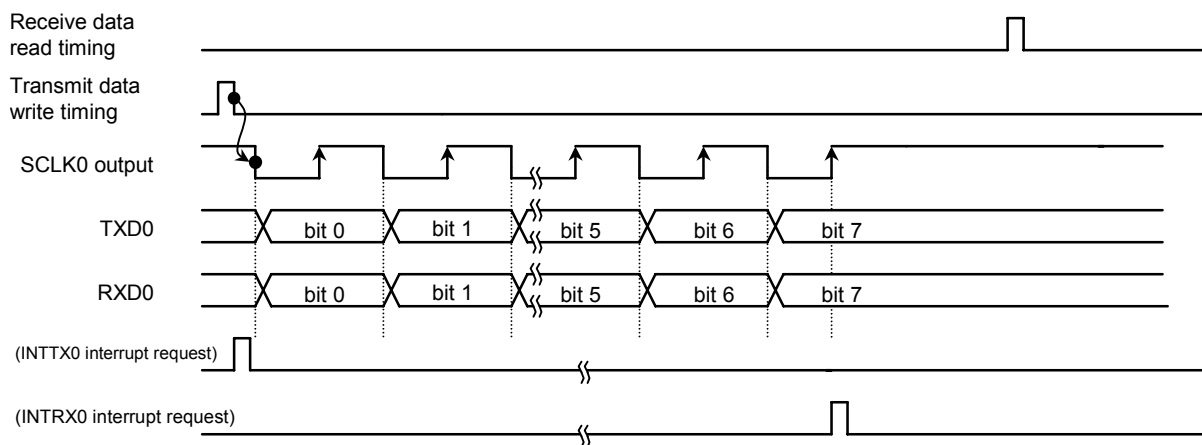 Receive data
read timing
Transmit data
write timing
SCLK0 output
TXD0
bit 0 bit 1 bit 5 bit 6 bit 7
RXD0
bit 0 bit 1 bit 5 bit 6 bit 7
(INTTX0 interrupt request)
(INTRX0 interrupt request)